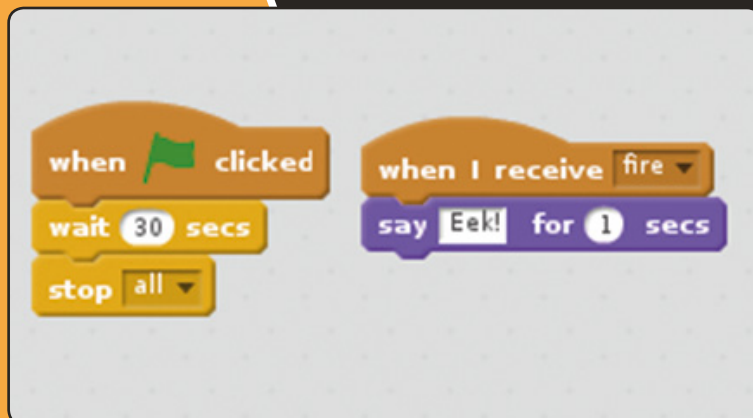 when clicked
wait 30 secs
stop all
when I receive fire
say Eek! for 1 secs